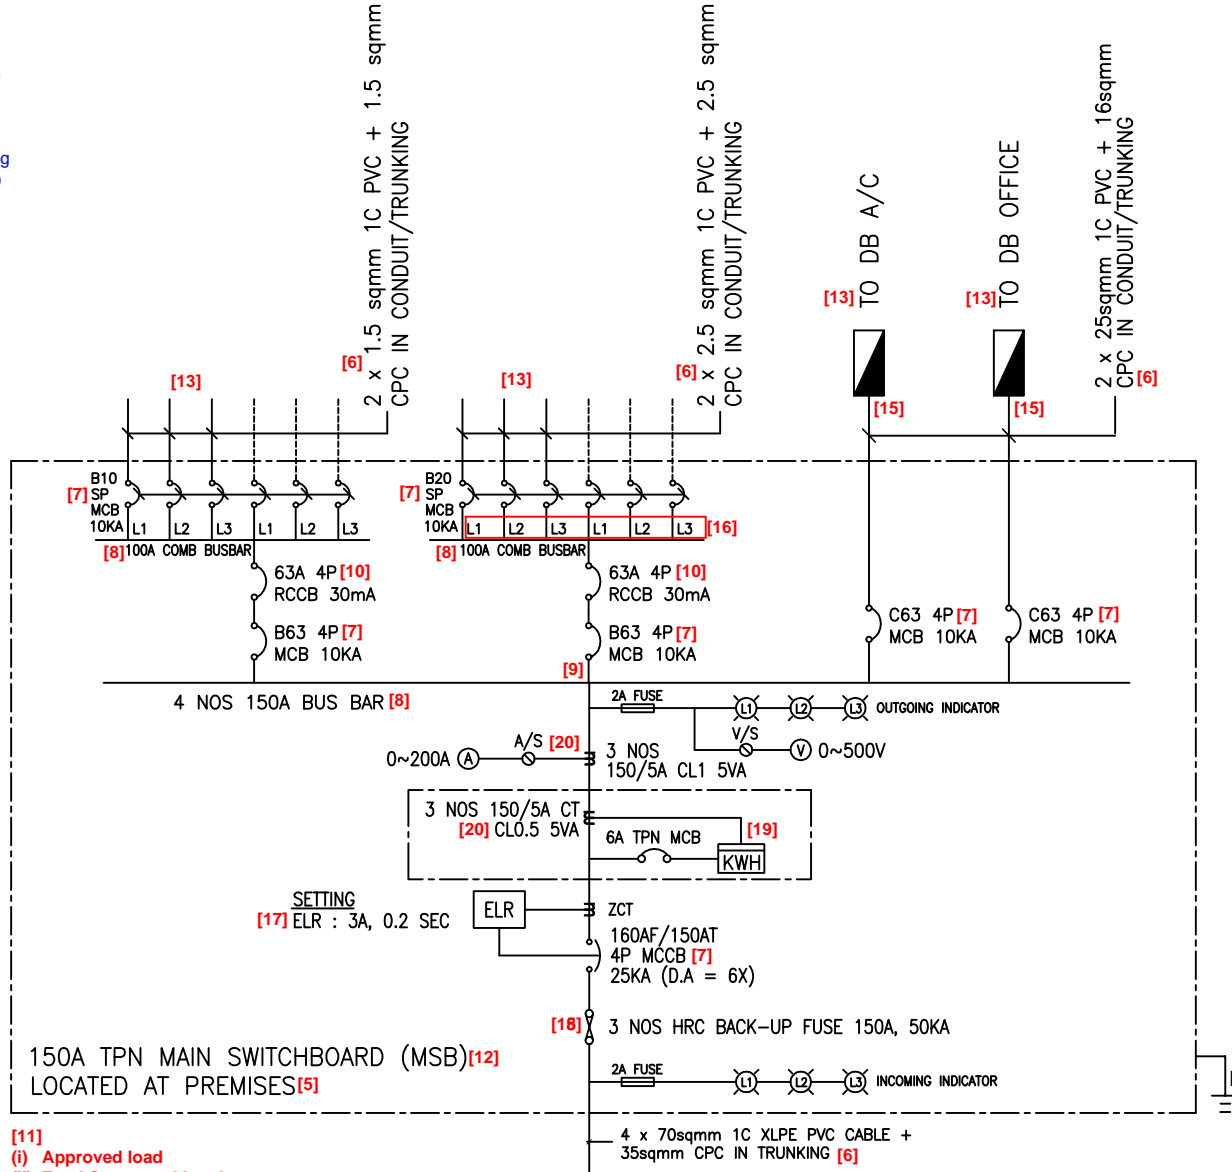 g
2 x 1.5 sqmm 1C PVC + 1.5 sqmm
CPC IN CONDUIT/TRUNKING
[6]
2 x 2.5 sqmm 1C PVC + 2.5 sqmm
CPC IN CONDUIT/TRUNKING
[6]
[13] TO DB A/C
[13] TO DB OFFICE
2 x 25sqmm 1C PVC + 16sqmm
CPC IN CONDUIT/TRUNKING
[6]
[13]
[13]
[15]
[15]
B10
[7] SP
MCB
10KA L1 L2 L3 L1 L2 L3
[8] 100A COMB BUSBAR
B20
[7] SP
MCB
10KA L1 L2 L3 L1 L2 L3 [16]
[8] 100A COMB BUSBAR
63A 4P [10]
RCCB 30mA
B63 4P [7]
MCB 10KA
63A 4P [10]
RCCB 30mA
B63 4P [7]
MCB 10KA
[9]
C63 4P [7]
MCB 10KA
C63 4P [7]
MCB 10KA
4 NOS 150A BUS BAR [8]
2A FUSE
L1 L2 L3 OUTGOING INDICATOR
V/S
V 0~500V
A/S [20]
0~200A A
3 NOS
150/5A CL1 5VA
3 NOS 150/5A CT
[20] CL0.5 5VA
6A TPN MCB
[19]
KWH
SETTING
[17] ELR : 3A, 0.2 SEC
ELR
ZCT
160AF/150AT
4P MCCB [7]
25KA (D.A = 6X)
[18] 3 NOS HRC BACK-UP FUSE 150A, 50KA
150A TPN MAIN SWITCHBOARD (MSB) [12]
LOCATED AT PREMISES [5]
2A FUSE
L1 L2 L3 INCOMING INDICATOR
[11]
(i) Approved load
4 x 70sqmm 1C XLPE PVC CABLE +
35sqmm CPC IN TRUNKING [6]